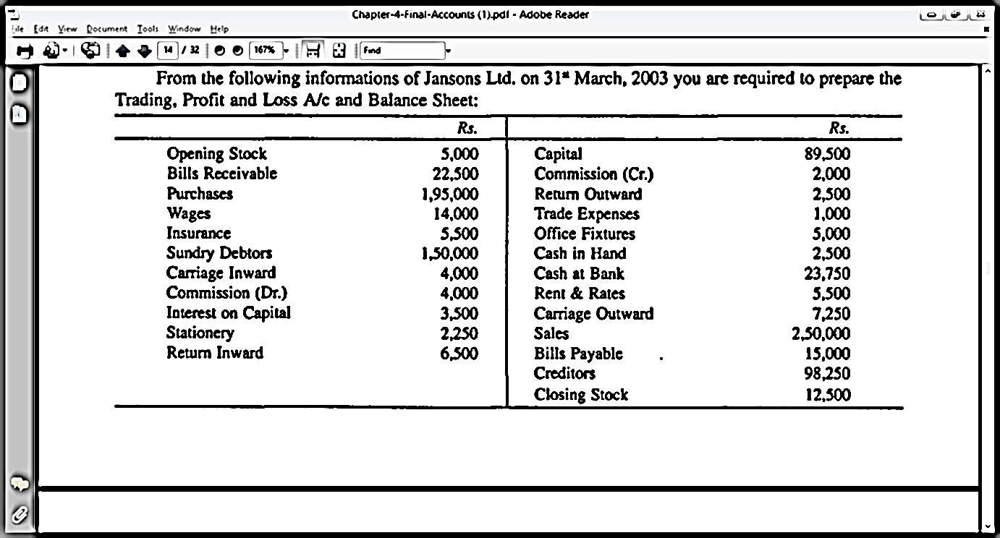 Chapter-4-Final-Accounts (1).pdf - Adobe Reader
File Edit View Document Tools Window Help
14 / 32 167% Find
From the following informations of Jansons Ltd. on 31st March, 2003 you are required to prepare the
Trading, Profit and Loss A/c and Balance Sheet:
Rs. Rs.
Opening Stock 5,000 Capital 89,500
Bills Receivable 22,500 Commission (Cr.) 2,000
Purchases 1,95,000 Return Outward 2,500
Wages 14,000 Trade Expenses 1,000
Insurance 5,500 Office Fixtures 5,000
Sundry Debtors 1,50,000 Cash in Hand 2,500
Carriage Inward 4,000 Cash at Bank 23,750
Commission (Dr.) 4,000 Rent & Rates 5,500
Interest on Capital 3,500 Carriage Outward 7,250
Stationery 2,250 Sales 2,50,000
Return Inward 6,500 Bills Payable 15,000
Creditors 98,250
Closing Stock 12,500